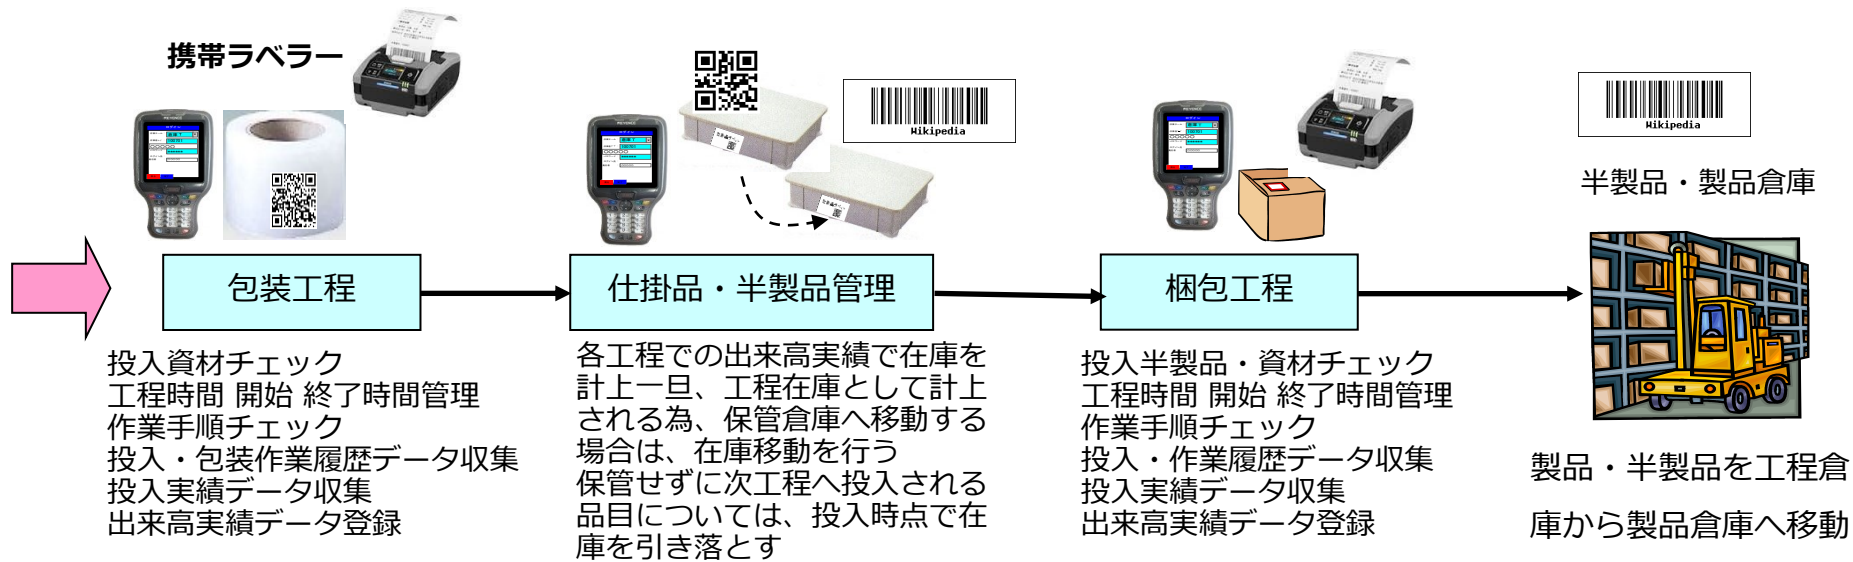 携帯ラベラー
Wikipedia
Wikipedia
半製品・製品倉庫
包装工程
仕掛品・半製品管理
梱包工程
投入資材チェック
工程時間 開始 終了時間管理
作業手順チェック
投入・包装作業履歴データ収集
投入実績データ収集
出来高実績データ登録
各工程での出来高実績で在庫を
計上一旦、工程在庫として計上
される為、保管倉庫へ移動する
場合は、在庫移動を行う
保管せずに次工程へ投入される
品目については、投入時点で在
庫を引き落とす
投入半製品・資材チェック
工程時間 開始 終了時間管理
作業手順チェック
投入・作業履歴データ収集
投入実績データ収集
出来高実績データ登録
製品・半製品を工程倉
庫から製品倉庫へ移動